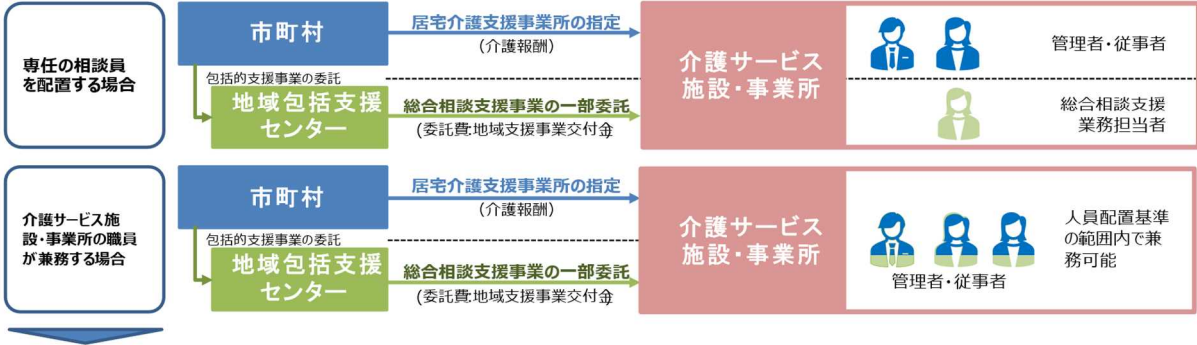 専任の相談員
を配置する場合
市町村
居宅介護支援事業所の指定
(介護報酬)
包括的支援事業の委託
地域包括支援
センター
総合相談支援事業の一部委託
(委託費:地域支援事業交付金)
介護サービス
施設・事業所
管理者・従事者
総合相談支援
業務担当者
介護サービス施
設・事業所の職員
が兼務する場合
市町村
居宅介護支援事業所の指定
(介護報酬)
包括的支援事業の委託
地域包括支援
センター
総合相談支援事業の一部委託
(委託費:地域支援事業交付金)
介護サービス
施設・事業所
管理者・従事者
人員配置基準
の範囲内で兼
務可能